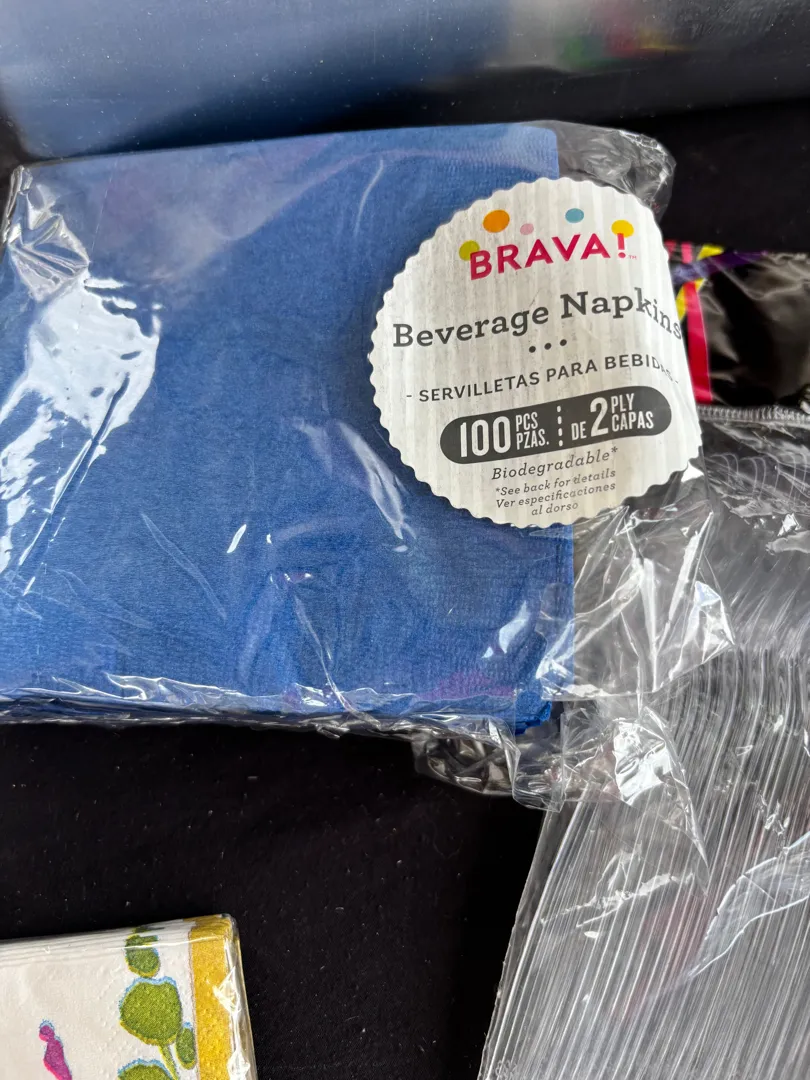 BRAVA!™
Beverage Napkins
- SERVILLETAS PARA
100 PCS PZAS. DE 2 PLY CAPAS
Biodegradable*
*See back for details
Ver especificaciones
al dorso